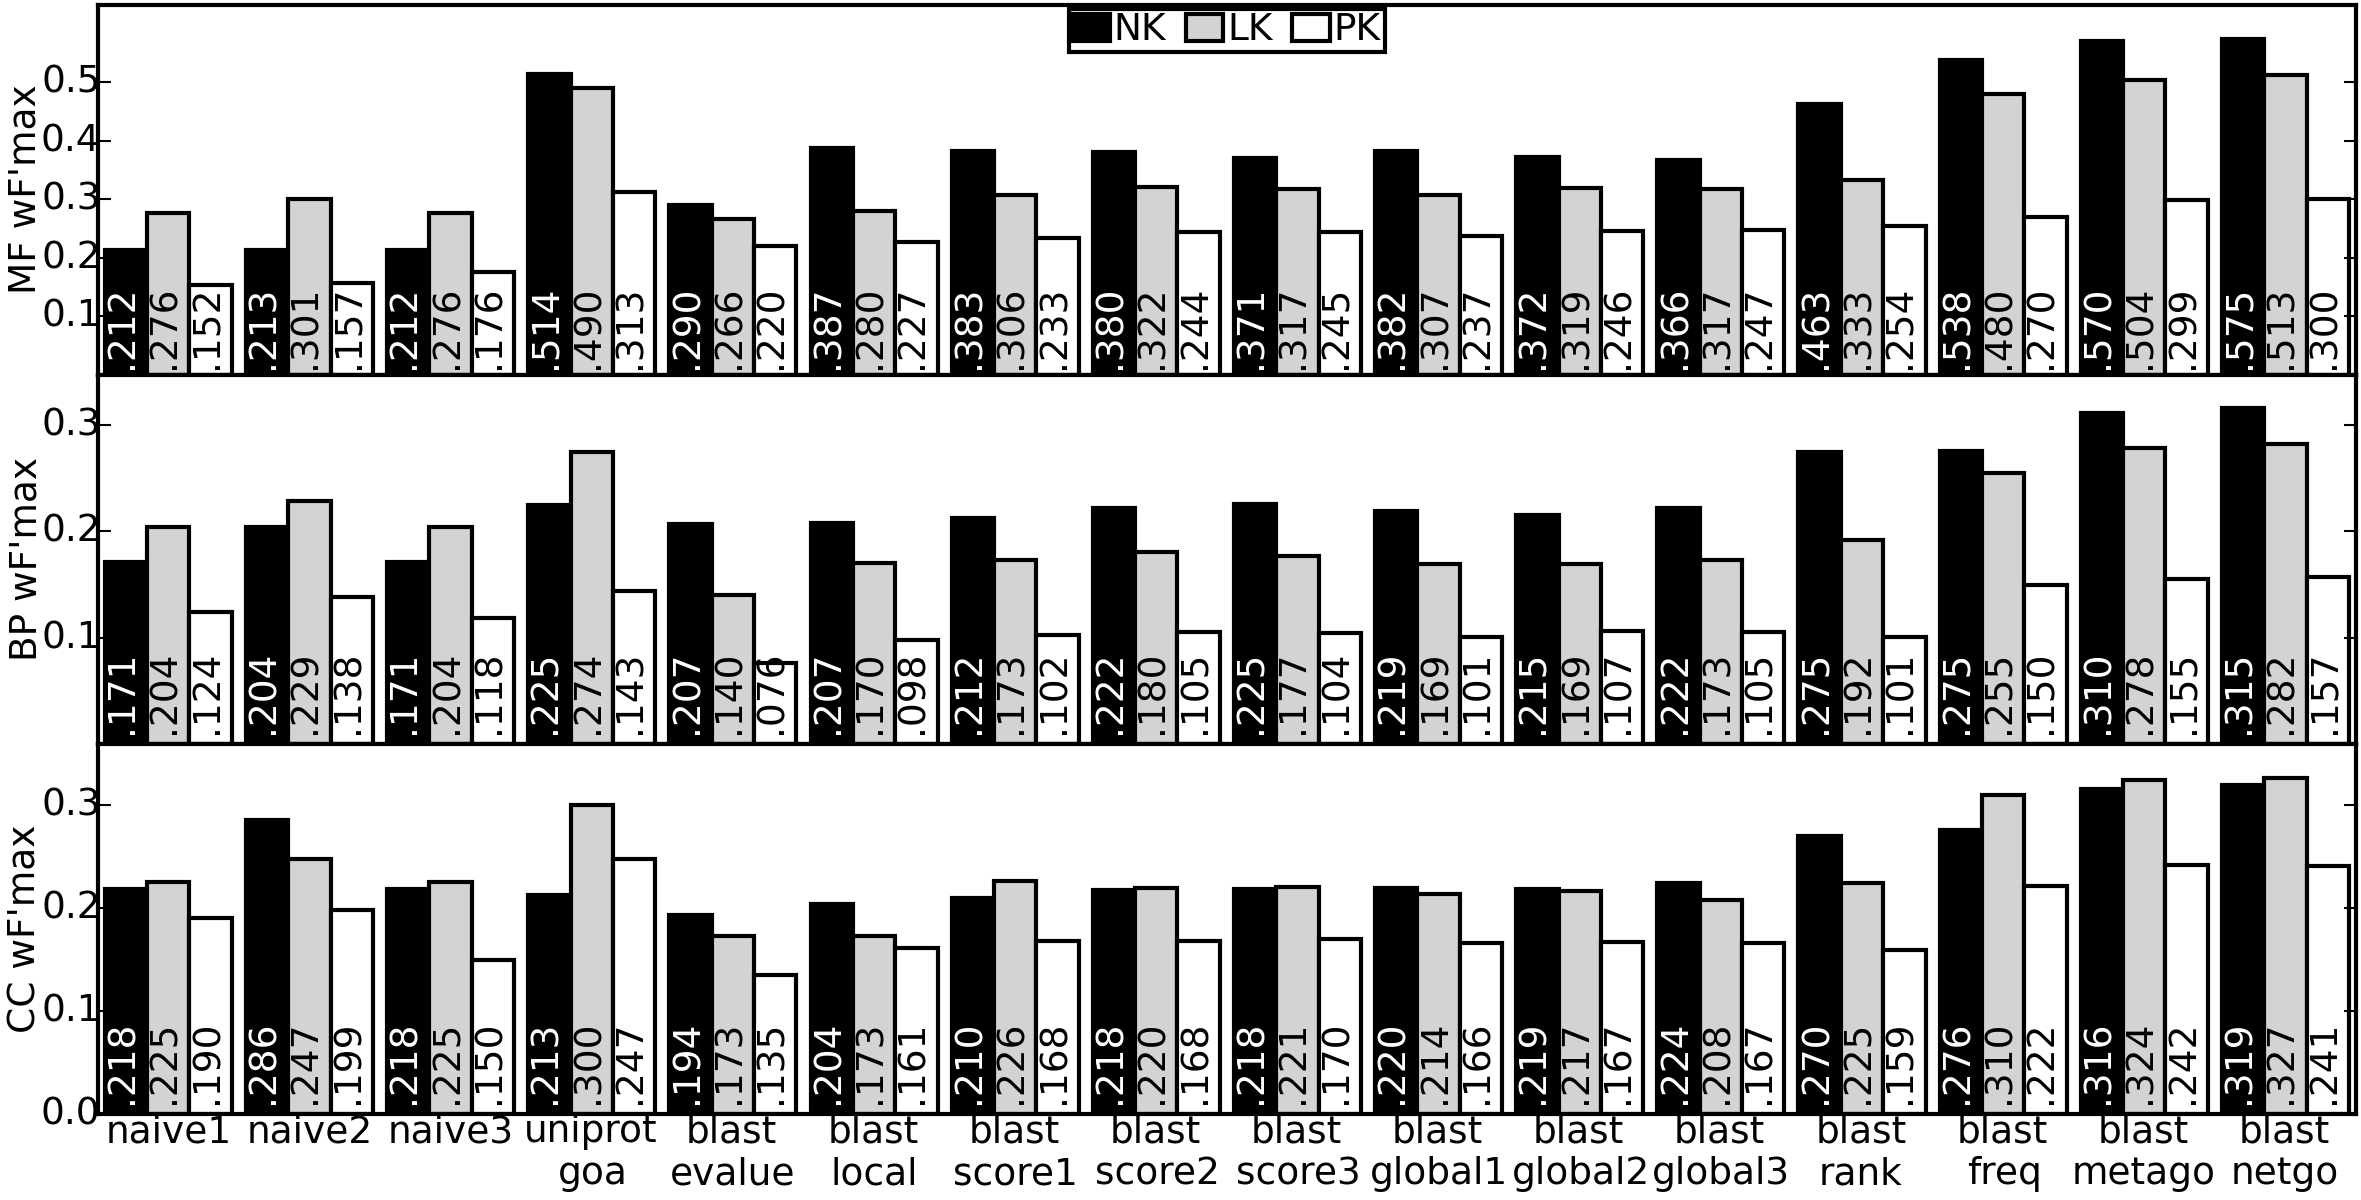 NK LK PK
MF wF'max
0.5
0.4
0.3
0.2
0.1
.212 .276 .152 .213 .301 .157 .212 .276 .176 .514 .490 .313 .290 .266 .220 .387 .280 .227 .383 .306 .233 .380 .322 .244 .371 .317 .245 .382 .307 .237 .372 .319 .246 .366 .317 .247 .463 .333 .254 .538 .480 .270 .570 .504 .299 .575 .513 .300
BP wF'max
0.3
0.2
0.1
.171 .204 .124 .204 .229 .138 .171 .204 .118 .225 .274 .143 .207 .140 .076 .207 .170 .098 .212 .173 .102 .222 .180 .105 .225 .177 .104 .219 .169 .101 .215 .169 .107 .222 .173 .105 .275 .192 .101 .275 .255 .150 .310 .278 .155 .315 .282 .157
CC wF'max
0.3
0.2
0.1
0.0
.218 .225 .190 .286 .247 .199 .218 .225 .150 .213 .300 .247 .194 .173 .135 .204 .173 .161 .210 .226 .168 .218 .220 .168 .218 .221 .170 .220 .214 .166 .219 .217 .167 .224 .208 .167 .270 .225 .159 .276 .310 .222 .316 .324 .242 .319 .327 .241
naive1 naive2 naive3 uniprot blast blast blast blast blast blast blast blast blast blast blast blast
goa evalue local score1 score2 score3 global1 global2 global3 rank freq metago netgo